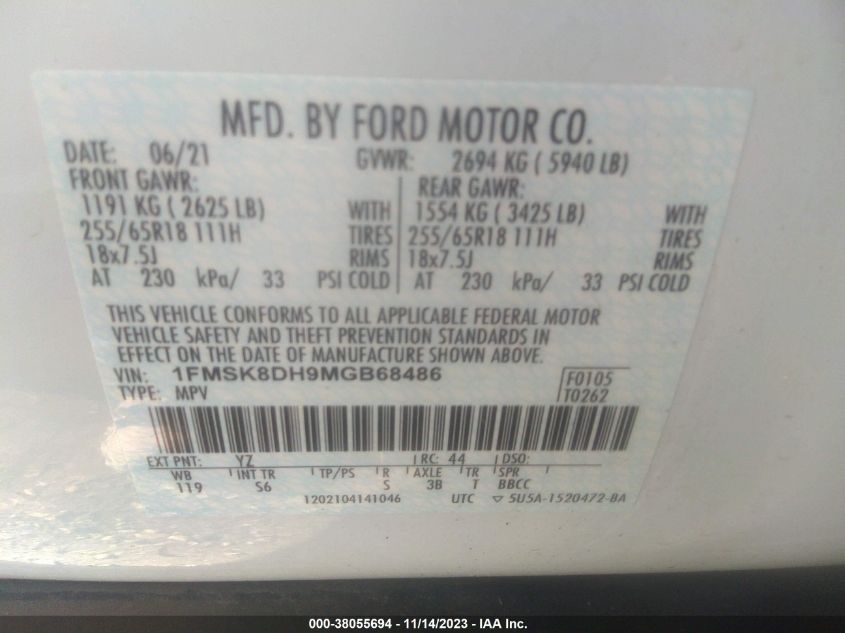 MFD. BY FORD MOTOR CO.
DATE: 06/21 GVWR: 2694 KG ( 5940 LB)
FRONT GAWR: REAR GAWR:
1191 KG ( 2625 LB) WITH 1554 KG ( 3425 LB) WITH
255/65R18 111H TIRES 255/65R18 111H TIRES
18x7.5J RIMS 18x7.5J RIMS
AT 230 kPa/ 33 PSI COLD AT 230 kPa/ 33 PSI COLD
THIS VEHICLE CONFORMS TO ALL APPLICABLE FEDERAL MOTOR
VEHICLE SAFETY AND THEFT PREVENTION STANDARDS IN
EFFECT ON THE DATE OF MANUFACTURE SHOWN ABOVE.
VIN: 1FMSK8DH9MGB68486 F0105
TYPE: MPV T0262
EXT PNT: YZ RC: 44 DSO:
WB INT TR TP/PS R AXLE TR SPR
119 S6 S 3B T BBCC
1202104141046 UTC ▽ 5U5A-1520472-BA
000-38055694 - 11/14/2023 - IAA Inc.